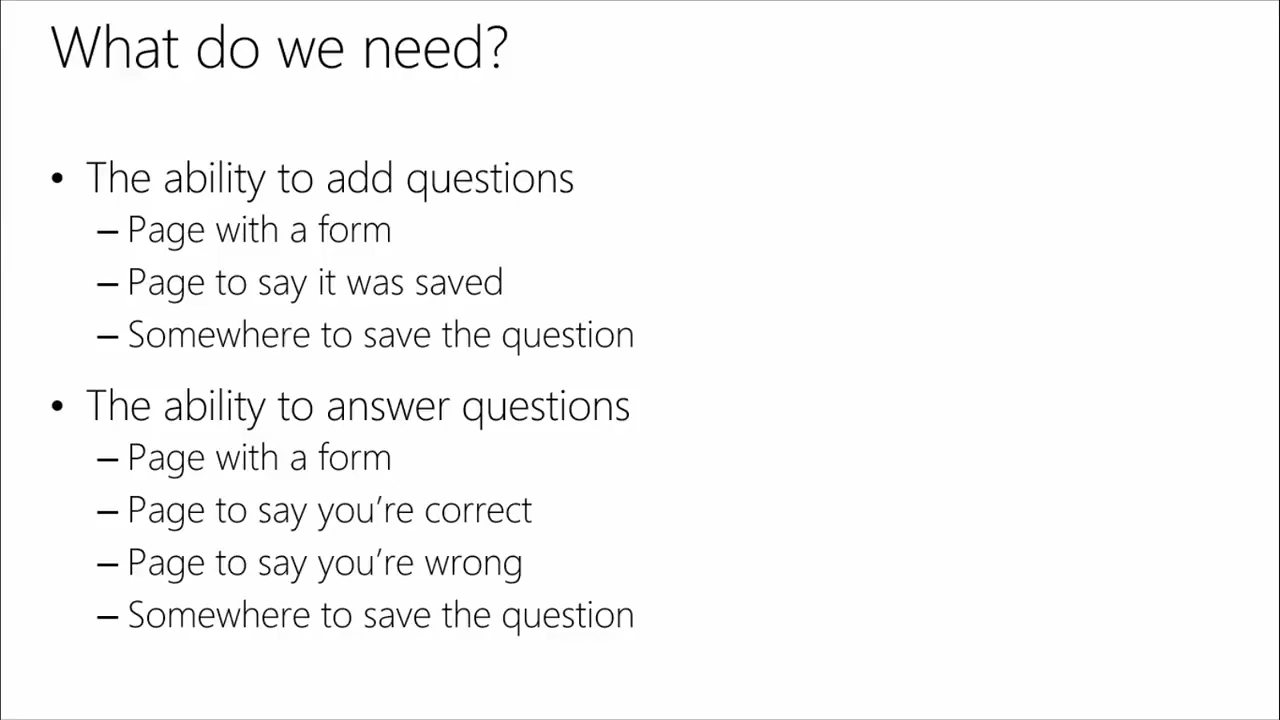 What do we need?
• The ability to add questions
– Page with a form
– Page to say it was saved
– Somewhere to save the question
• The ability to answer questions
– Page with a form
– Page to say you’re correct
– Page to say you’re wrong
– Somewhere to save the question